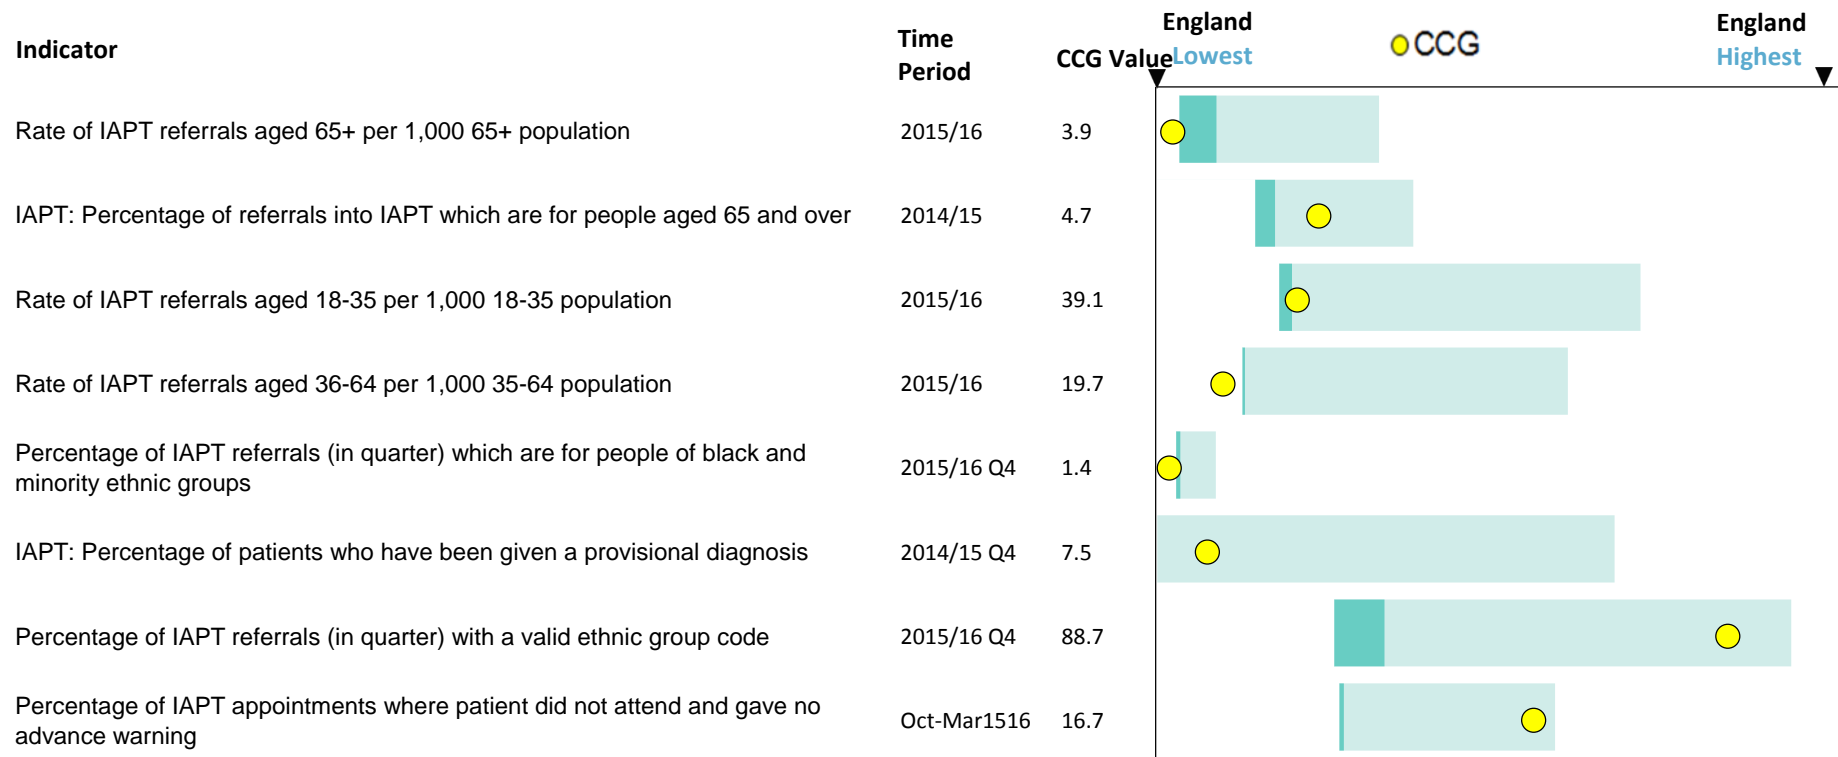 Indicator
Time
Period
CCG Value
England
Lowest
CCG
England
Highest
Rate of IAPT referrals aged 65+ per 1,000 65+ population 2015/16 3.9
IAPT: Percentage of referrals into IAPT which are for people aged 65 and over 2014/15 4.7
Rate of IAPT referrals aged 18-35 per 1,000 18-35 population 2015/16 39.1
Rate of IAPT referrals aged 36-64 per 1,000 35-64 population 2015/16 19.7
Percentage of IAPT referrals (in quarter) which are for people of black and
minority ethnic groups 2015/16 Q4 1.4
IAPT: Percentage of patients who have been given a provisional diagnosis 2014/15 Q4 7.5
Percentage of IAPT referrals (in quarter) with a valid ethnic group code 2015/16 Q4 88.7
Percentage of IAPT appointments where patient did not attend and gave no
advance warning Oct-Mar1516 16.7